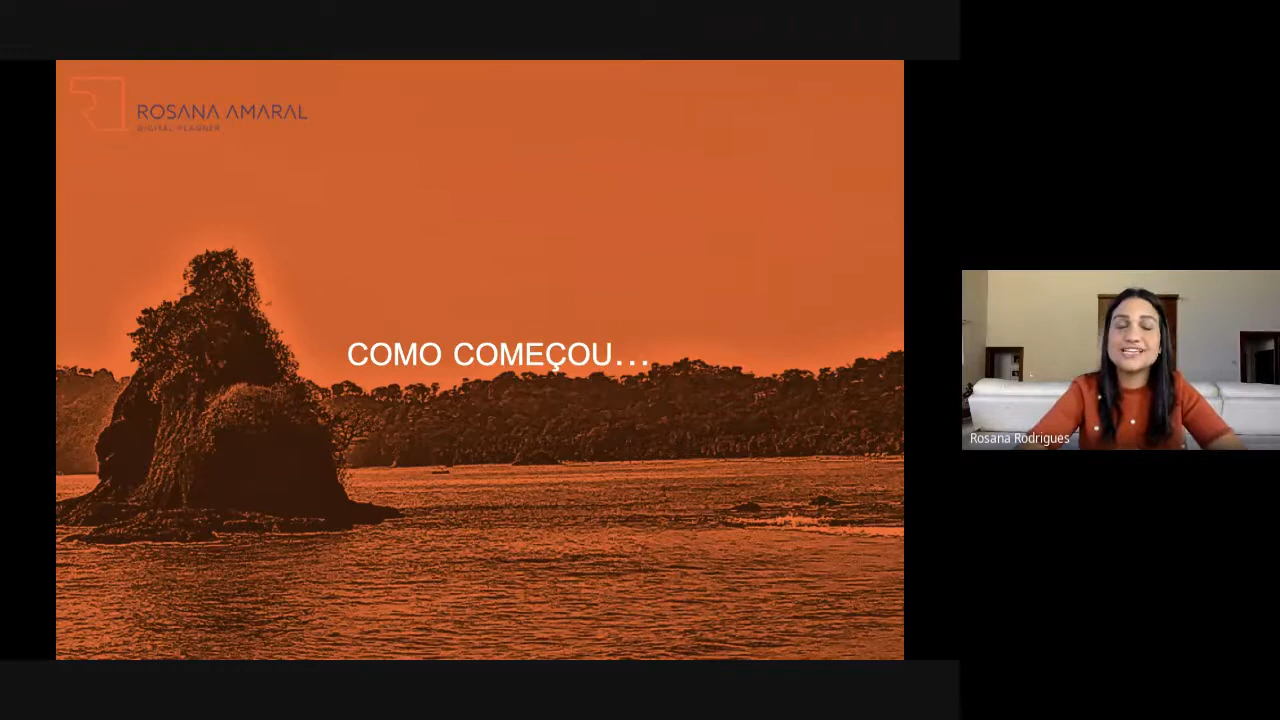 ROSANA AMARAL
DIGITAL PLANNER
COMO COMEÇOU...
Rosana Rodrigues